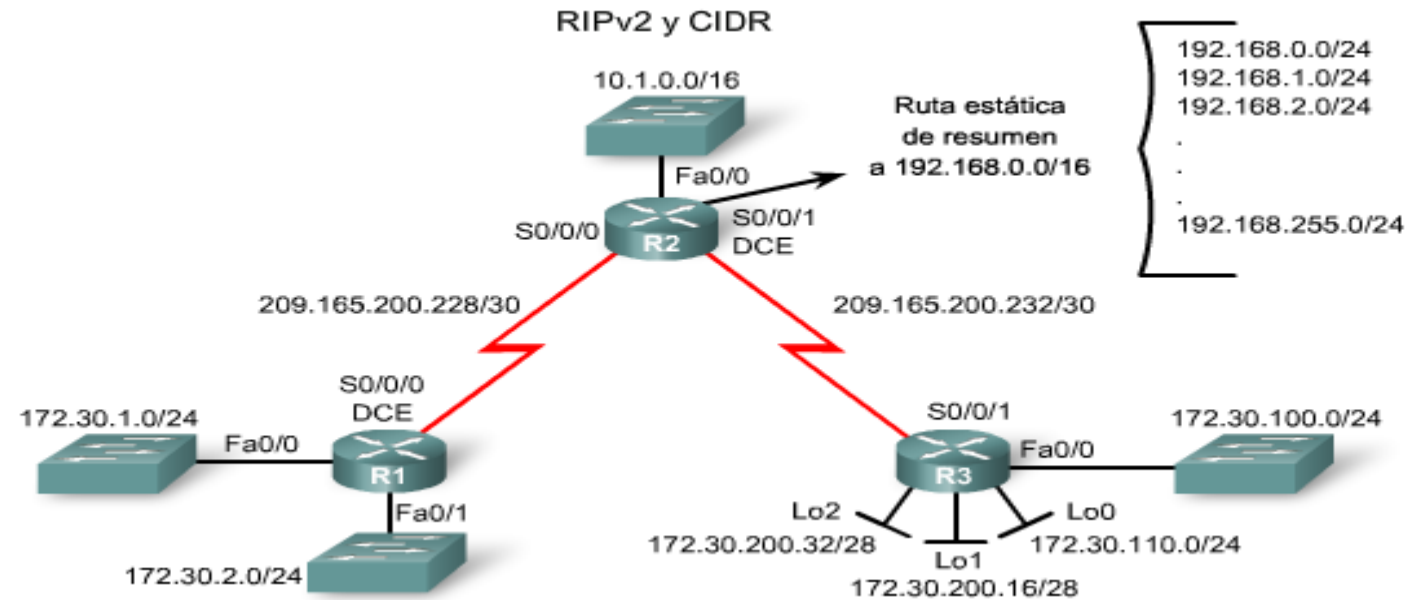 RIPv2 y CIDR
10.1.0.0/16
Fa0/0
S0/0/0
R2
S0/0/1
DCE
Ruta estática
de resumen
a 192.168.0.0/16
192.168.0.0/24
192.168.1.0/24
192.168.2.0/24
.
.
.
192.168.255.0/24
209.165.200.228/30
209.165.200.232/30
S0/0/0
DCE
172.30.1.0/24
Fa0/0
R1
Fa0/1
172.30.2.0/24
S0/0/1
172.30.100.0/24
Fa0/0
R3
Lo2
Lo0
172.30.200.32/28
172.30.110.0/24
Lo1
172.30.200.16/28